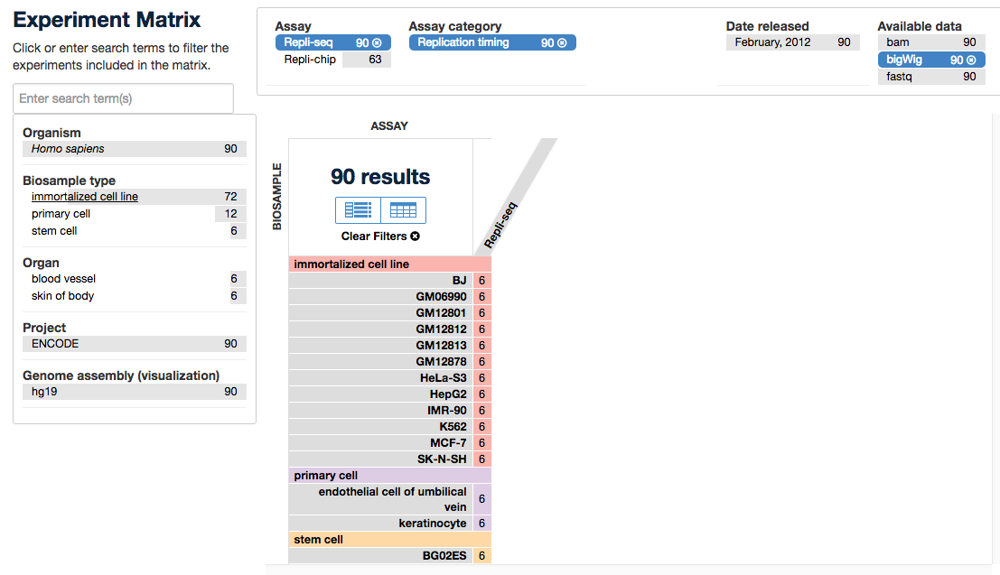 Experiment Matrix
Click or enter search terms to filter the
experiments included in the matrix.
Enter search term(s)
Organism
Homo sapiens 90
Biosample type
immortalized cell line 72
primary cell 12
stem cell 6
Organ
blood vessel 6
skin of body 6
Project
ENCODE 90
Genome assembly (visualization)
hg19 90
Assay
Repli-seq 90
Repli-chip 63
Assay category
Replication timing 90
Date released
February, 2012 90
Available data
bam 90
bigWig 90
fastq 90
ASSAY
BIOSAMPLE
90 results
Clear Filters
Repli-seq
immortalized cell line
BJ 6
GM06990 6
GM12801 6
GM12812 6
GM12813 6
GM12878 6
HeLa-S3 6
HepG2 6
IMR-90 6
K562 6
MCF-7 6
SK-N-SH 6
primary cell
endothelial cell of umbilical
vein 6
keratinocyte 6
stem cell
BG02ES 6